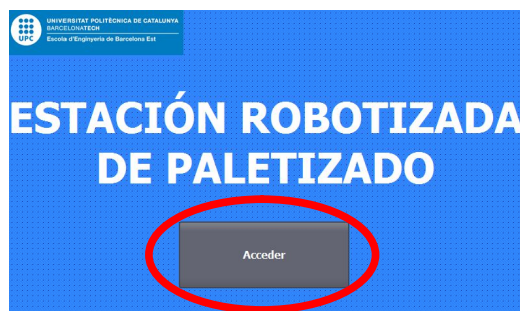 UNIVERSITAT POLITÈCNICA DE CATALUNYA
BARCELONATECH
Escola d'Enginyeria de Barcelona Est
UPC
ESTACIÓN ROBOTIZADA
DE PALETIZADO
Acceder